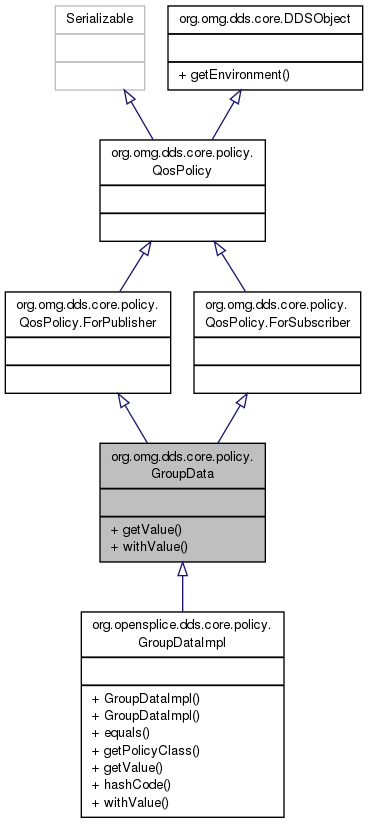 Serializable
org.omg.dds.core.DDSObject
+ getEnvironment()
org.omg.dds.core.policy.
QosPolicy
org.omg.dds.core.policy.
QosPolicy.ForPublisher
org.omg.dds.core.policy.
QosPolicy.ForSubscriber
org.omg.dds.core.policy.
GroupData
+ getValue()
+ withValue()
org.opensplice.dds.core.policy.
GroupDataImpl
+ GroupDataImpl()
+ GroupDataImpl()
+ equals()
+ getPolicyClass()
+ getValue()
+ hashCode()
+ withValue()